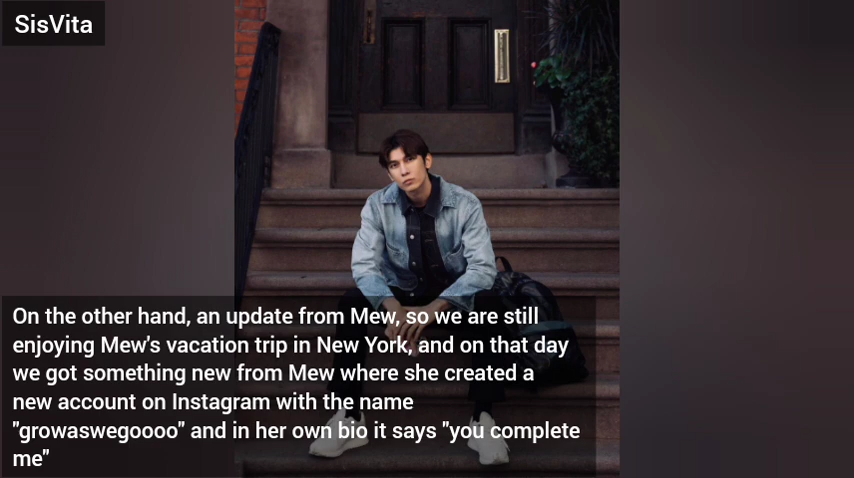 SisVita
On the other hand, an update from Mew, so we are still
enjoying Mew's vacation trip in New York, and on that day
we got something new from Mew where she created a
new account on Instagram with the name
"growaswegoooo" and in her own bio it says "you complete
me"